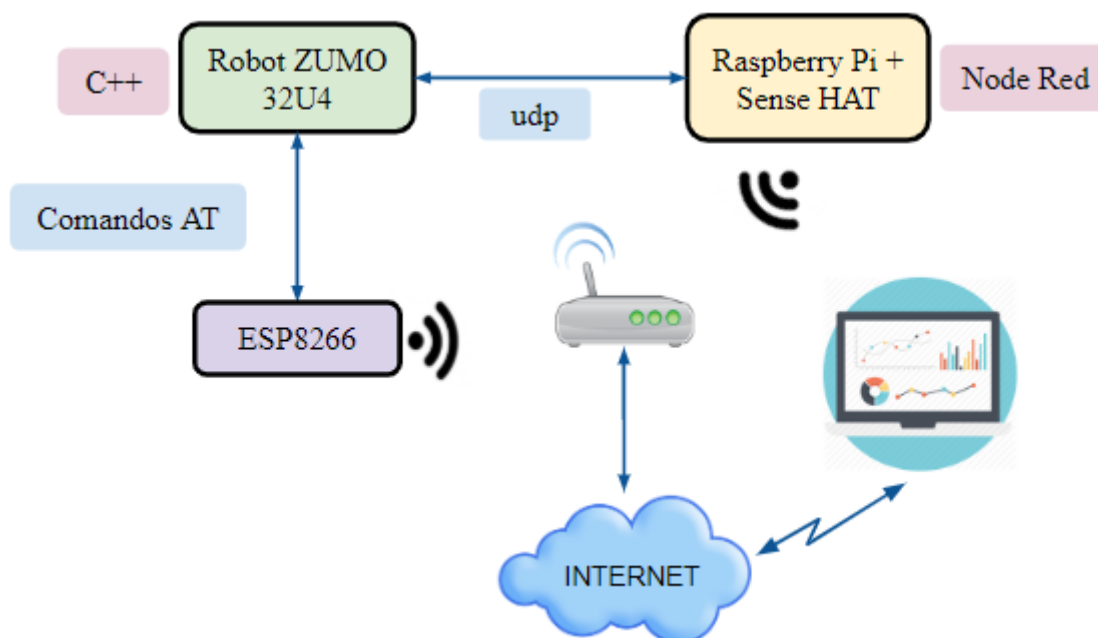 C++
Robot ZUMO
32U4
udp
Raspberry Pi +
Sense HAT
Node Red
Comandos AT
ESP8266
INTERNET